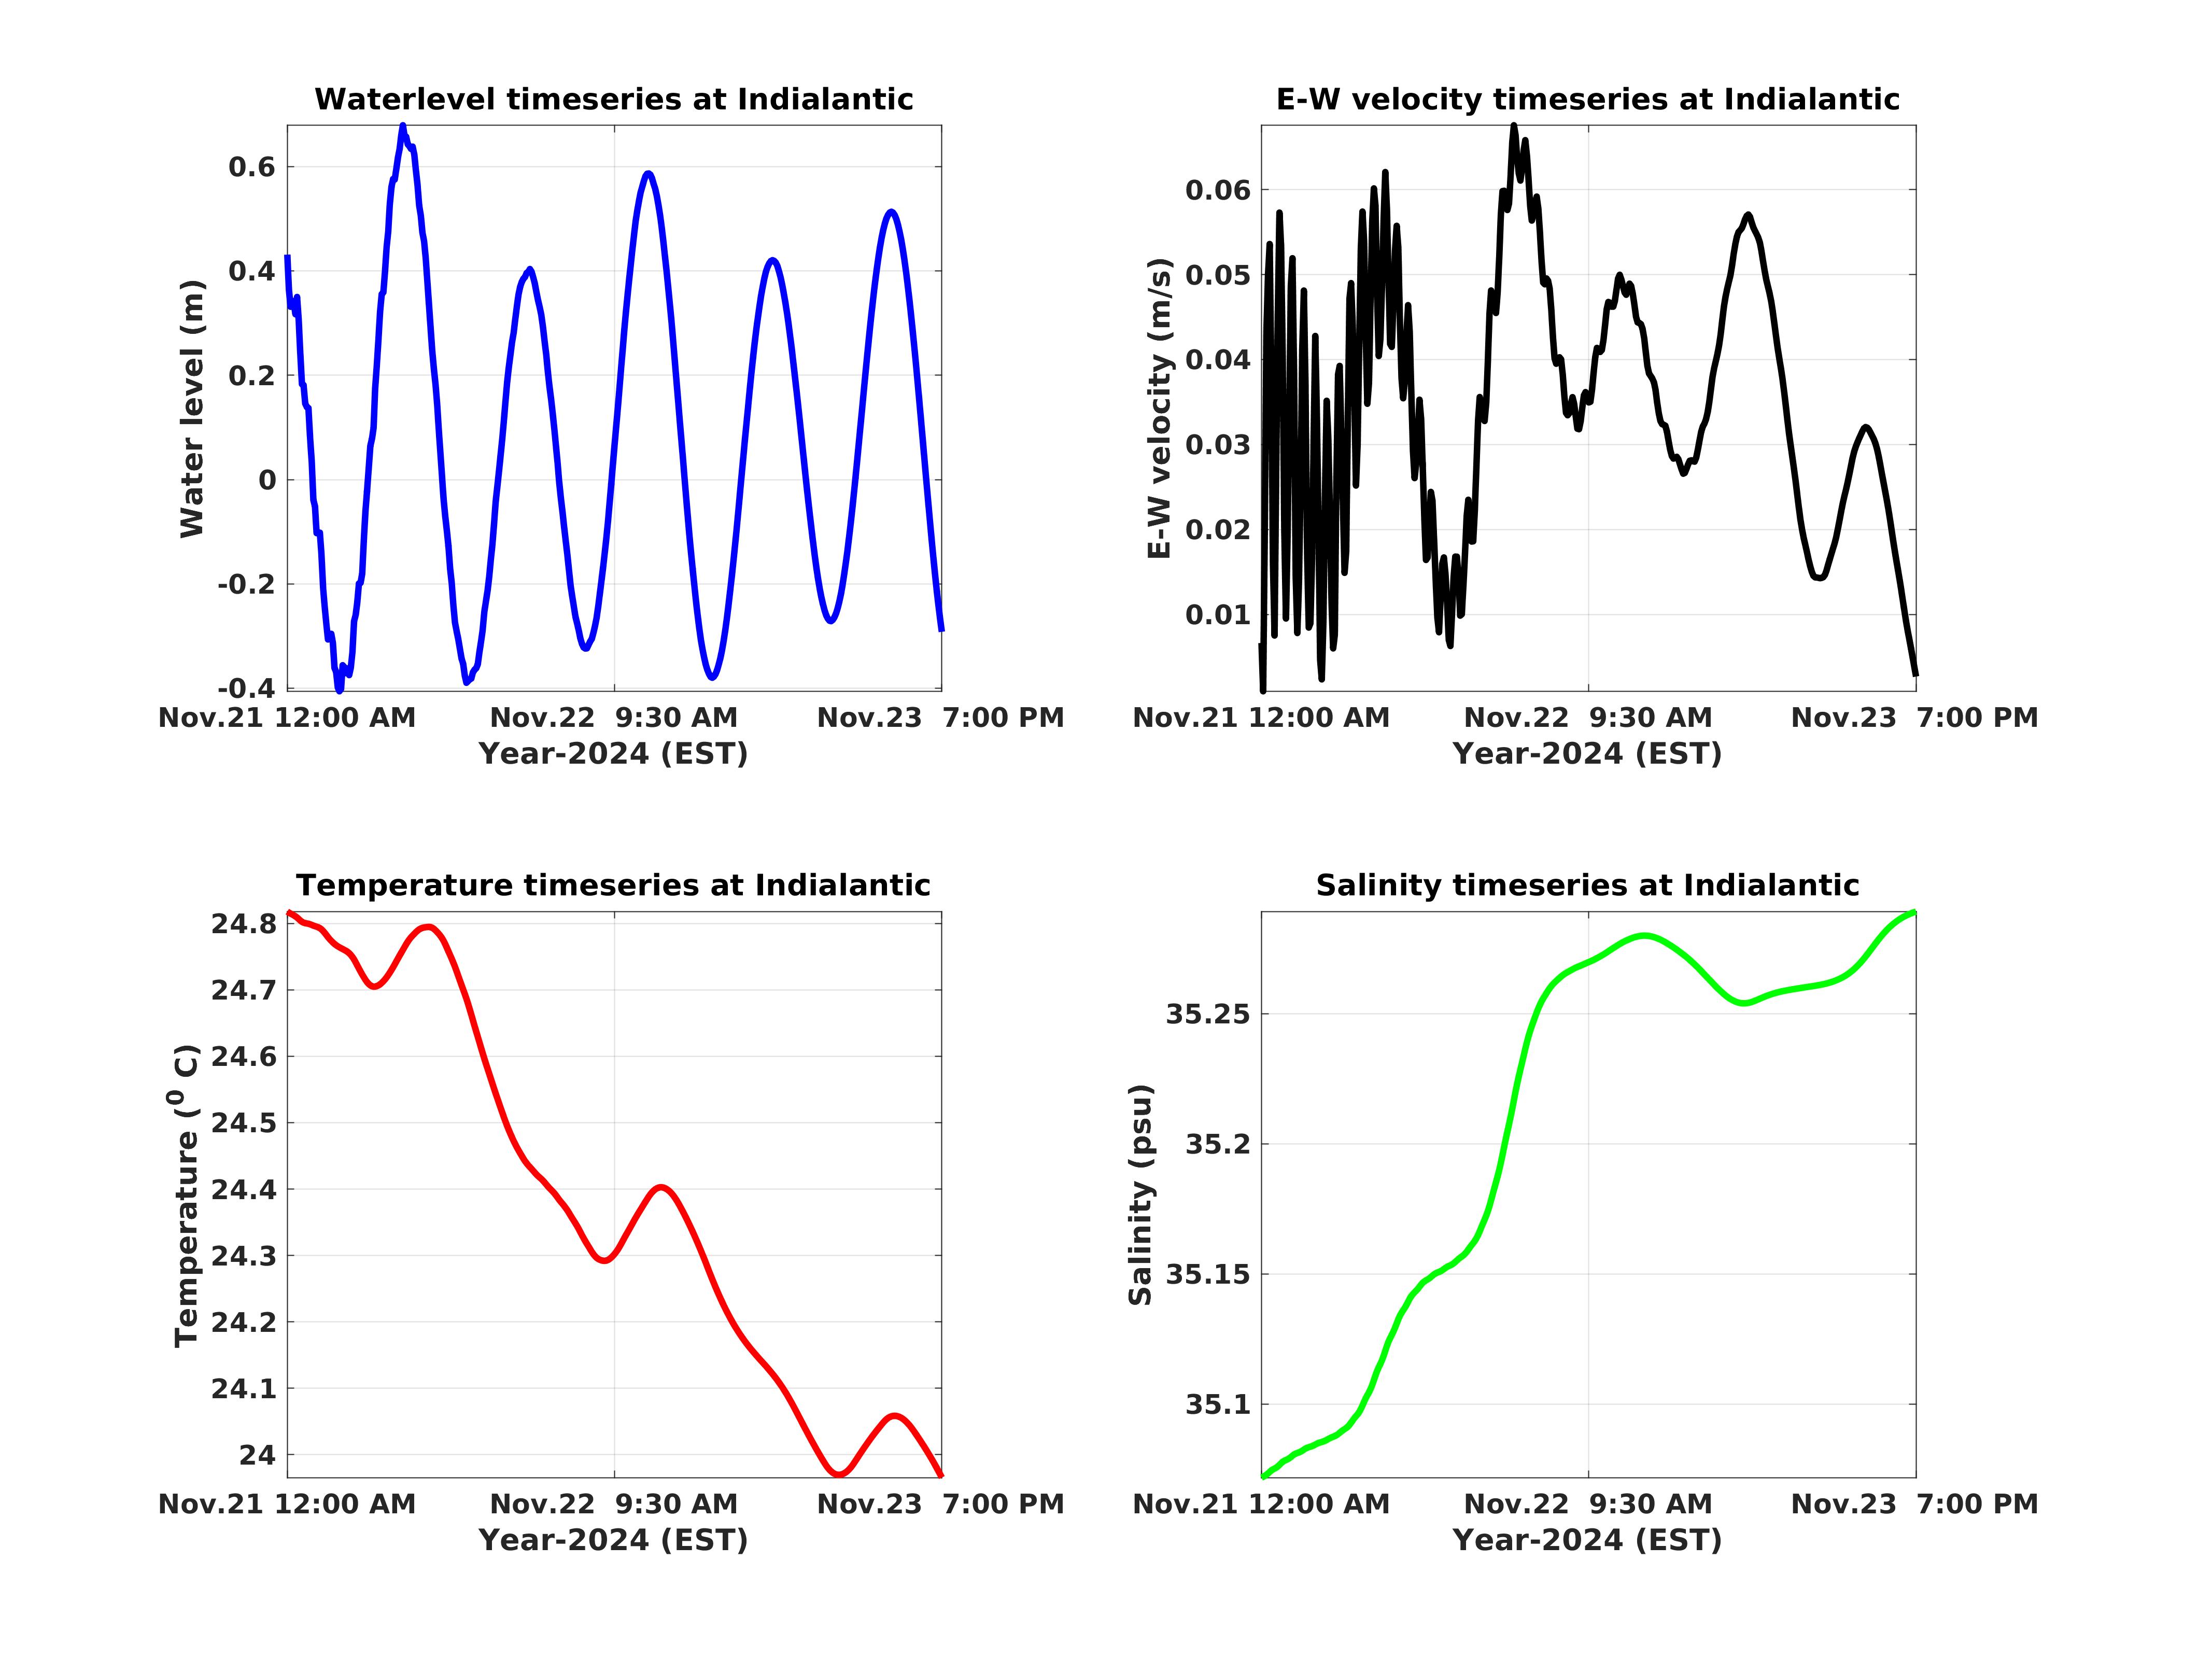 Waterlevel timeseries at Indialantic
Water level (m)
0.6
0.4
0.2
0
-0.2
-0.4
Nov.21 12:00 AM
Nov.22  9:30 AM
Nov.23  7:00 PM
Year-2024 (EST)
E-W velocity timeseries at Indialantic
E-W velocity (m/s)
0.06
0.05
0.04
0.03
0.02
0.01
Nov.21 12:00 AM
Nov.22  9:30 AM
Nov.23  7:00 PM
Year-2024 (EST)
Temperature timeseries at Indialantic
Temperature (⁰ C)
24.8
24.7
24.6
24.5
24.4
24.3
24.2
24.1
24
Nov.21 12:00 AM
Nov.22  9:30 AM
Nov.23  7:00 PM
Year-2024 (EST)
Salinity timeseries at Indialantic
Salinity (psu)
35.25
35.2
35.15
35.1
Nov.21 12:00 AM
Nov.22  9:30 AM
Nov.23  7:00 PM
Year-2024 (EST)